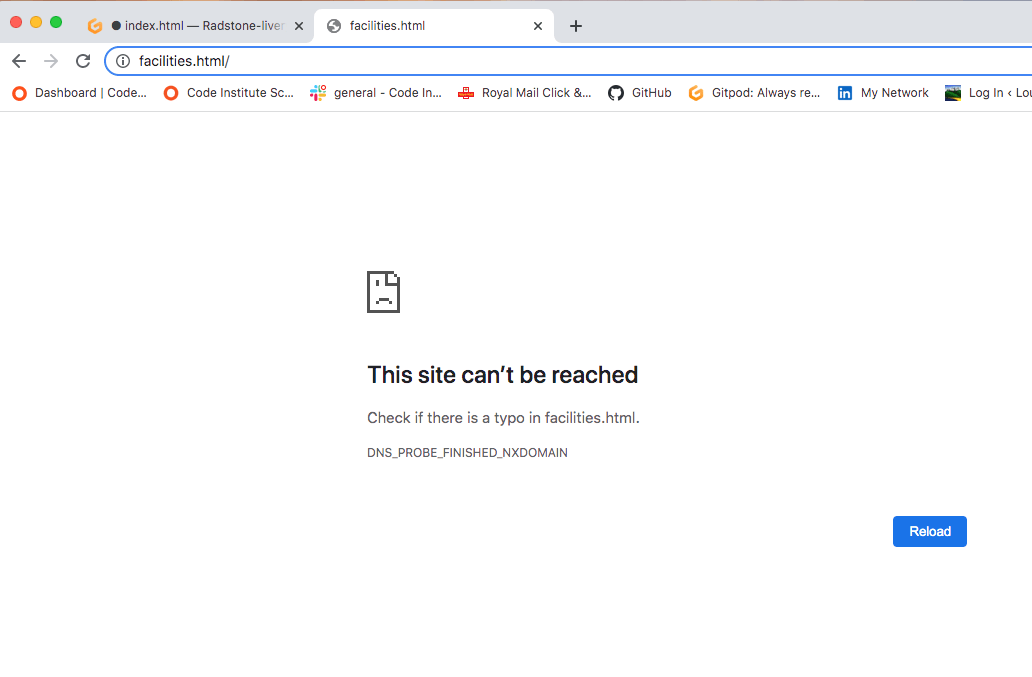 ● index.html — Radstone-liver
facilities.html
facilities.html/
Dashboard | Code... Code Institute Sc... general - Code In... Royal Mail Click &... GitHub Gitpod: Always re... My Network Log In ‹ Lou
This site can't be reached
Check if there is a typo in facilities.html.
DNS_PROBE_FINISHED_NXDOMAIN
Reload